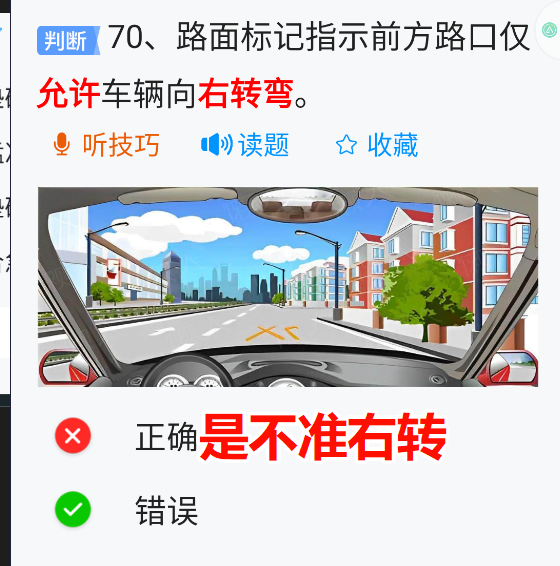 判断 70、路面标记指示前方路口仅
允许车辆向右转弯。
听技巧 读题 收藏
正确是不准右转
错误